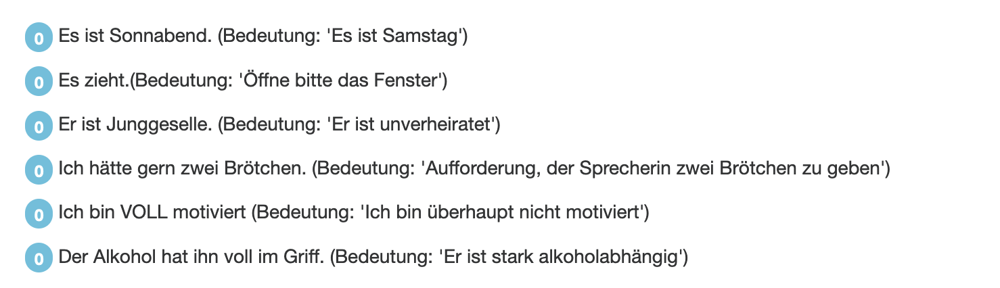 0 Es ist Sonnabend. (Bedeutung: 'Es ist Samstag')
0 Es zieht.(Bedeutung: 'Öffne bitte das Fenster')
0 Er ist Junggeselle. (Bedeutung: 'Er ist unverheiratet')
0 Ich hätte gern zwei Brötchen. (Bedeutung: 'Aufforderung, der Sprecherin zwei Brötchen zu geben')
0 Ich bin VOLL motiviert (Bedeutung: 'Ich bin überhaupt nicht motiviert')
0 Der Alkohol hat ihn voll im Griff. (Bedeutung: 'Er ist stark alkoholabhängig')